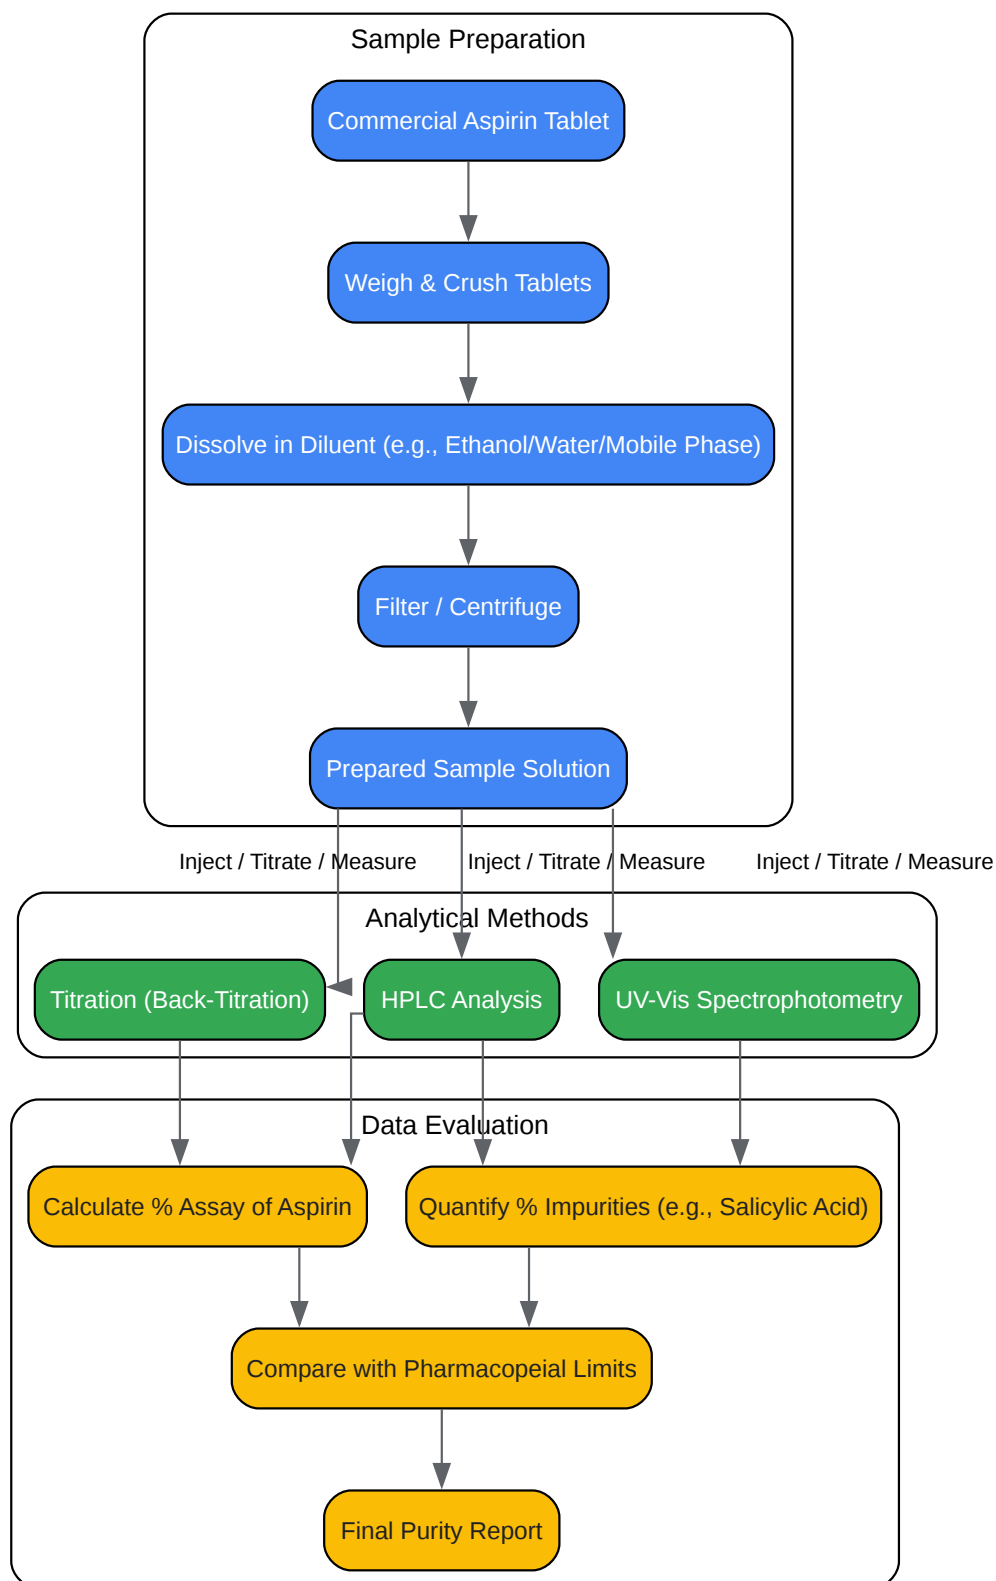 Sample Preparation
Commercial Aspirin Tablet
Weigh & Crush Tablets
Dissolve in Diluent (e.g., Ethanol/Water/Mobile Phase)
Filter / Centrifuge
Prepared Sample Solution
Inject / Titrate / Measure
Inject / Titrate / Measure
Inject / Titrate / Measure
Analytical Methods
Titration (Back-Titration)
HPLC Analysis
UV-Vis Spectrophotometry
Data Evaluation
Calculate % Assay of Aspirin
Quantify % Impurities (e.g., Salicylic Acid)
Compare with Pharmacopeial Limits
Final Purity Report